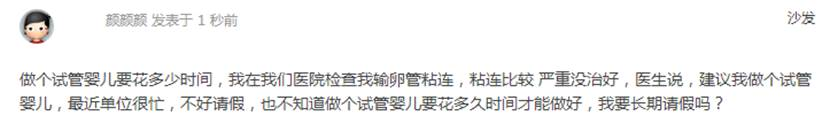 颜颜颜 发表于 1 秒前
沙发
做个试管婴儿要花多少时间，我在我们医院检查我输卵管粘连，粘连比较 严重没治好，医生说，建议我做个试管
婴儿，最近单位很忙，不好请假，也不知道做个试管婴儿要花多久时间才能做好，我要长期请假吗？